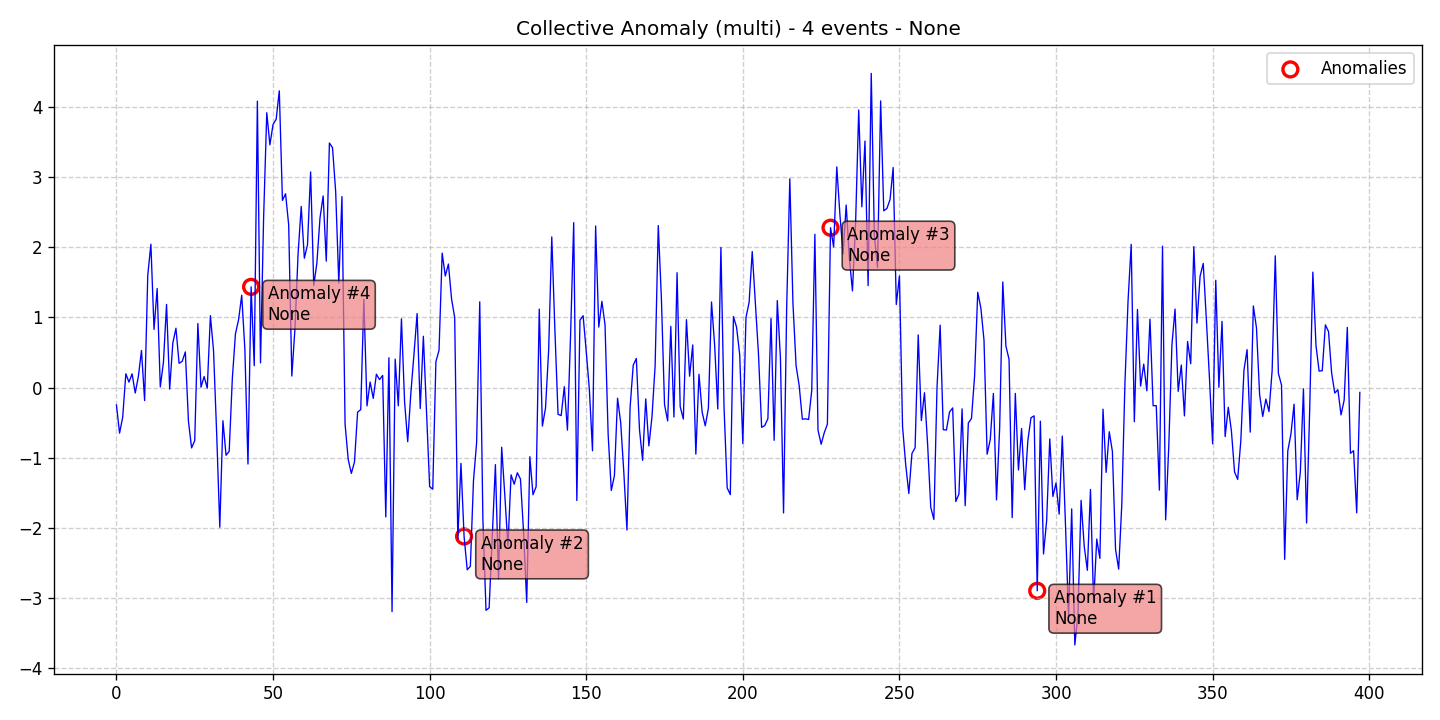 Collective Anomaly (multi) - 4 events - None
Anomalies
4
3
2
1
0
−1
−2
−3
−4
Anomaly #4
None
Anomaly #2
None
Anomaly #3
None
Anomaly #1
None
0 50 100 150 200 250 300 350 400